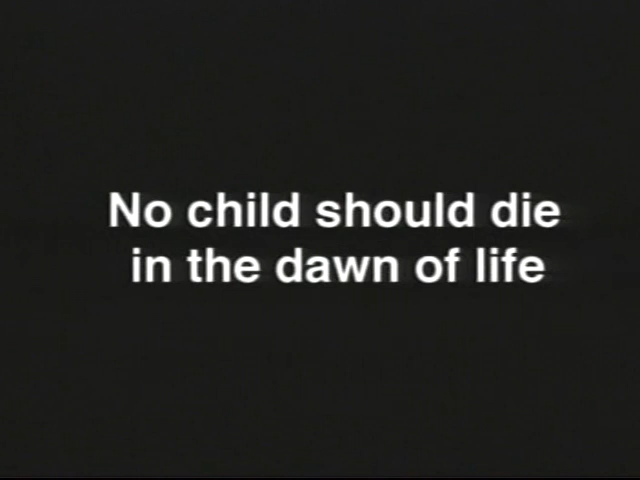 No child should die
in the dawn of life